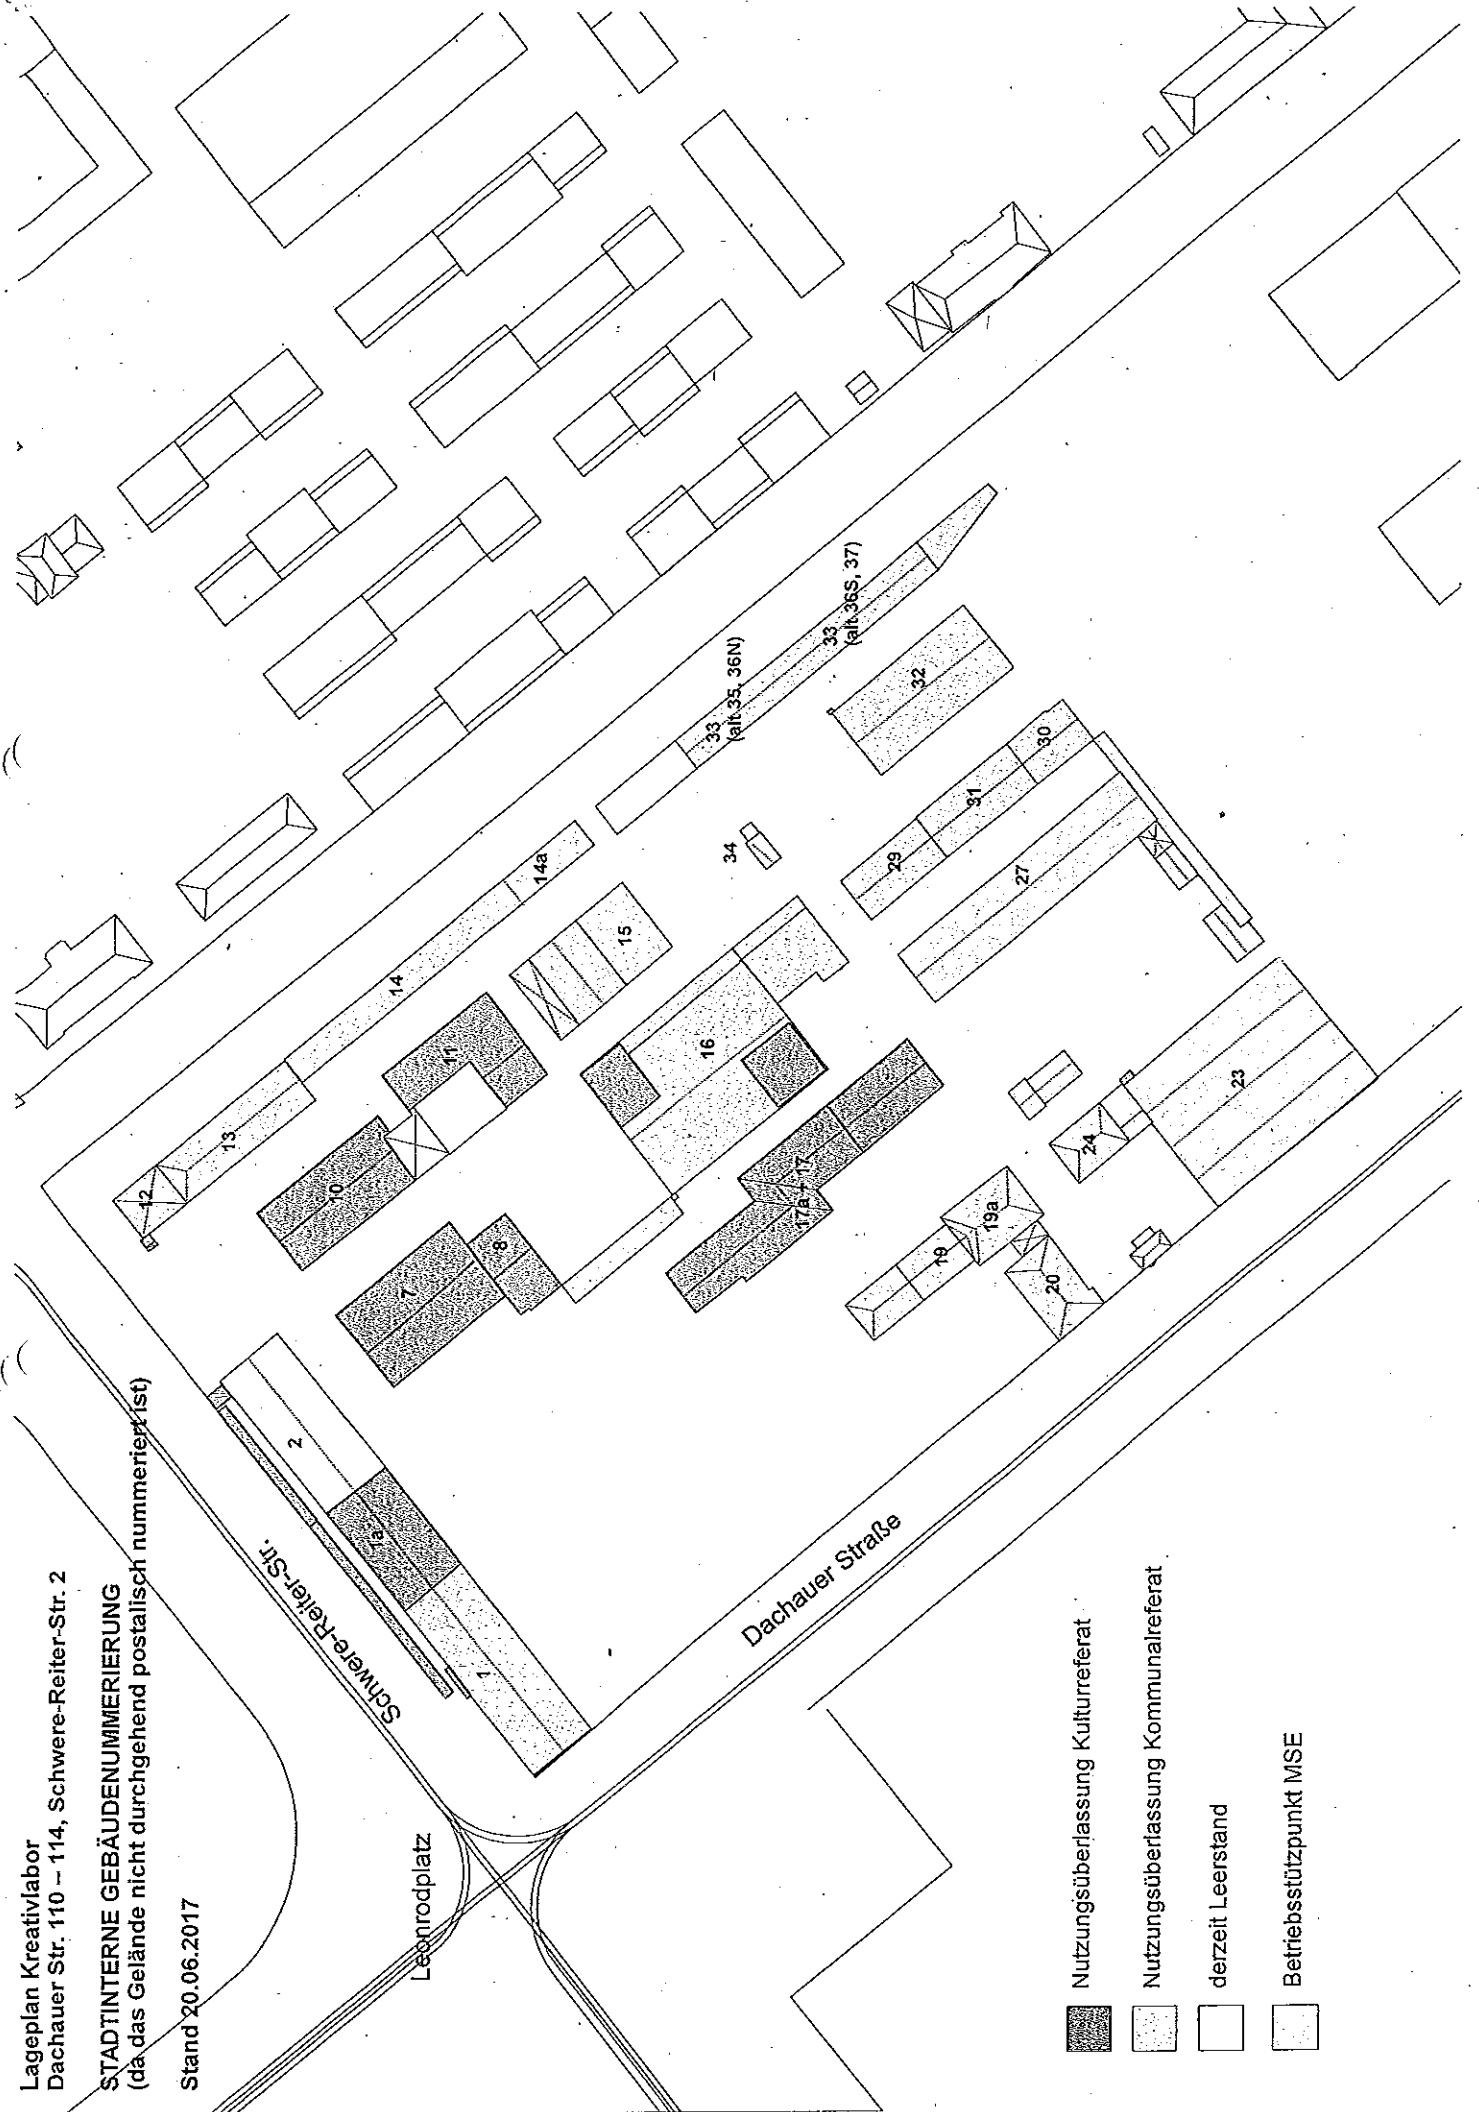 Lageplan Kreativlabor
Dachauer Str. 110 – 114, Schwere-Reiter-Str. 2
STADTINTERNE GEBÄUDENUMMERIERUNG
(da das Gelände nicht durchgehend postalisch nummeriert ist)
Stand 20.06.2017
Leonrodplatz
Schwere-Reiter-Str.
Dachauer Straße
1
1a
2
7
8
10
11
12
13
14
14a
15
16
17a + 17
19
19a
20
23
24
27
29
31
30
32
33
(alt 35, 36N)
33
(alt 36S, 37)
34
Nutzungsüberlassung Kulturreferat
Nutzungsüberlassung Kommunalreferat
derzeit Leerstand
Betriebsstützpunkt MSE